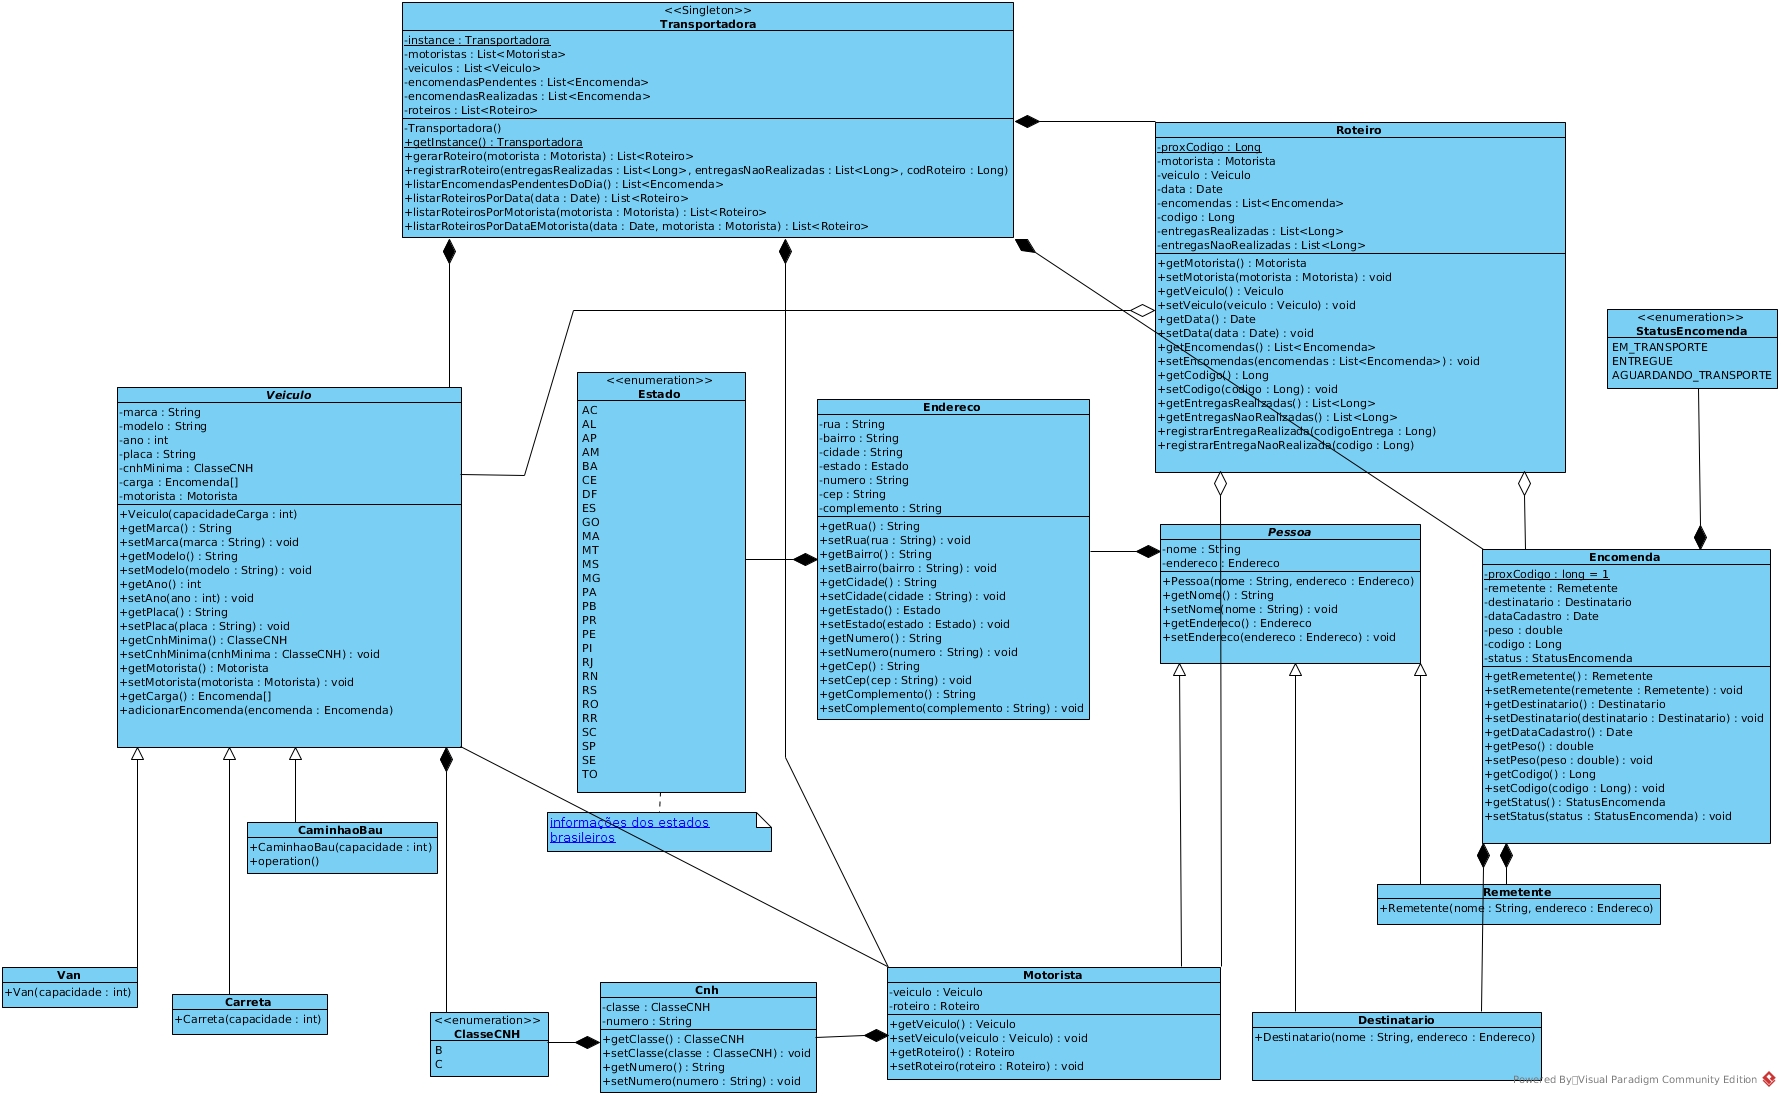 <<Singleton>>
Transportadora
-instance : Transportadora
-motoristas : List<Motorista>
-veiculos : List<Veiculo>
-encomendasPendentes : List<Encomenda>
-encomendasRealizadas : List<Encomenda>
-roteiros : List<Roteiro>
-Transportadora()
+getInstance() : Transportadora
+gerarRoteiro(motorista : Motorista) : List<Roteiro>
+registrarRoteiro(entregasRealizadas : List<Long>, entregasNaoRealizadas : List<Long>, codRoteiro : Long)
+listarEncomendasPendentesDoDia() : List<Encomenda>
+listarRoteirosPorData(data : Date) : List<Roteiro>
+listarRoteirosPorMotorista(motorista : Motorista) : List<Roteiro>
+listarRoteirosPorDataEMotorista(data : Date, motorista : Motorista) : List<Roteiro>
Roteiro
-proxCodigo : Long
-motorista : Motorista
-veiculo : Veiculo
-data : Date
-encomendas : List<Encomenda>
-codigo : Long
-entregasRealizadas : List<Long>
-entregasNaoRealizadas : List<Long>
+getMotorista() : Motorista
+setMotorista(motorista : Motorista) : void
+getVeiculo() : Veiculo
+setVeiculo(veiculo : Veiculo) : void
+getData() : Date
+setData(data : Date) : void
+getEncomendas() : List<Encomenda>
+setEncomendas(encomendas : List<Encomenda>) : void
+getCodigo() : Long
+setCodigo(codigo : Long) : void
+getEntregasRealizadas() : List<Long>
+getEntregasNaoRealizadas() : List<Long>
+registrarEntregaRealizada(codigoEntrega : Long)
+registrarEntregaNaoRealizada(codigo : Long)
<<enumeration>>
StatusEncomenda
EM_TRANSPORTE
ENTREGUE
AGUARDANDO_TRANSPORTE
Veiculo
-marca : String
-modelo : String
-ano : int
-placa : String
-cnhMinima : ClasseCNH
-carga : Encomenda[]
-motorista : Motorista
+Veiculo(capacidadeCarga : int)
+getMarca() : String
+setMarca(marca : String) : void
+getModelo() : String
+setModelo(modelo : String) : void
+getAno() : int
+setAno(ano : int) : void
+getPlaca() : String
+setPlaca(placa : String) : void
+getCnhMinima() : ClasseCNH
+setCnhMinima(cnhMinima : ClasseCNH) : void
+getMotorista() : Motorista
+setMotorista(motorista : Motorista) : void
+getCarga() : Encomenda[]
+adicionarEncomenda(encomenda : Encomenda)
<<enumeration>>
Estado
AC
AL
AP
AM
BA
CE
DF
ES
GO
MA
MT
MS
MG
PA
PB
PR
PE
PI
RJ
RN
RS
RO
RR
SC
SP
SE
TO
informações dos estados
brasileiros
Endereco
-rua : String
-bairro : String
-cidade : String
-estado : Estado
-numero : String
-cep : String
-complemento : String
+getRua() : String
+setRua(rua : String) : void
+getBairro() : String
+setBairro(bairro : String) : void
+getCidade() : String
+setCidade(cidade : String) : void
+getEstado() : Estado
+setEstado(estado : Estado) : void
+getNumero() : String
+setNumero(numero : String) : void
+getCep() : String
+setCep(cep : String) : void
+getComplemento() : String
+setComplemento(complemento : String) : void
Pessoa
-nome : String
-endereco : Endereco
+Pessoa(nome : String, endereco : Endereco)
+getNome() : String
+setNome(nome : String) : void
+getEndereco() : Endereco
+setEndereco(endereco : Endereco) : void
Encomenda
-proxCodigo : long = 1
-remetente : Remetente
-destinatario : Destinatario
-dataCadastro : Date
-peso : double
-codigo : Long
-status : StatusEncomenda
+getRemetente() : Remetente
+setRemetente(remetente : Remetente) : void
+getDestinatario() : Destinatario
+setDestinatario(destinatario : Destinatario) : void
+getDataCadastro() : Date
+getPeso() : double
+setPeso(peso : double) : void
+getCodigo() : Long
+setCodigo(codigo : Long) : void
+getStatus() : StatusEncomenda
+setStatus(status : StatusEncomenda) : void
CaminhaoBau
+CaminhaoBau(capacidade : int)
+operation()
Remetente
+Remetente(nome : String, endereco : Endereco)
Van
+Van(capacidade : int)
Carreta
+Carreta(capacidade : int)
<<enumeration>>
ClasseCNH
B
C
Cnh
-classe : ClasseCNH
-numero : String
+getClasse() : ClasseCNH
+setClasse(classe : ClasseCNH) : void
+getNumero() : String
+setNumero(numero : String) : void
Motorista
-veiculo : Veiculo
-roteiro : Roteiro
+getVeiculo() : Veiculo
+setVeiculo(veiculo : Veiculo) : void
+getRoteiro() : Roteiro
+setRoteiro(roteiro : Roteiro) : void
Destinatario
+Destinatario(nome : String, endereco : Endereco)
Powered By Visual Paradigm Community Edition